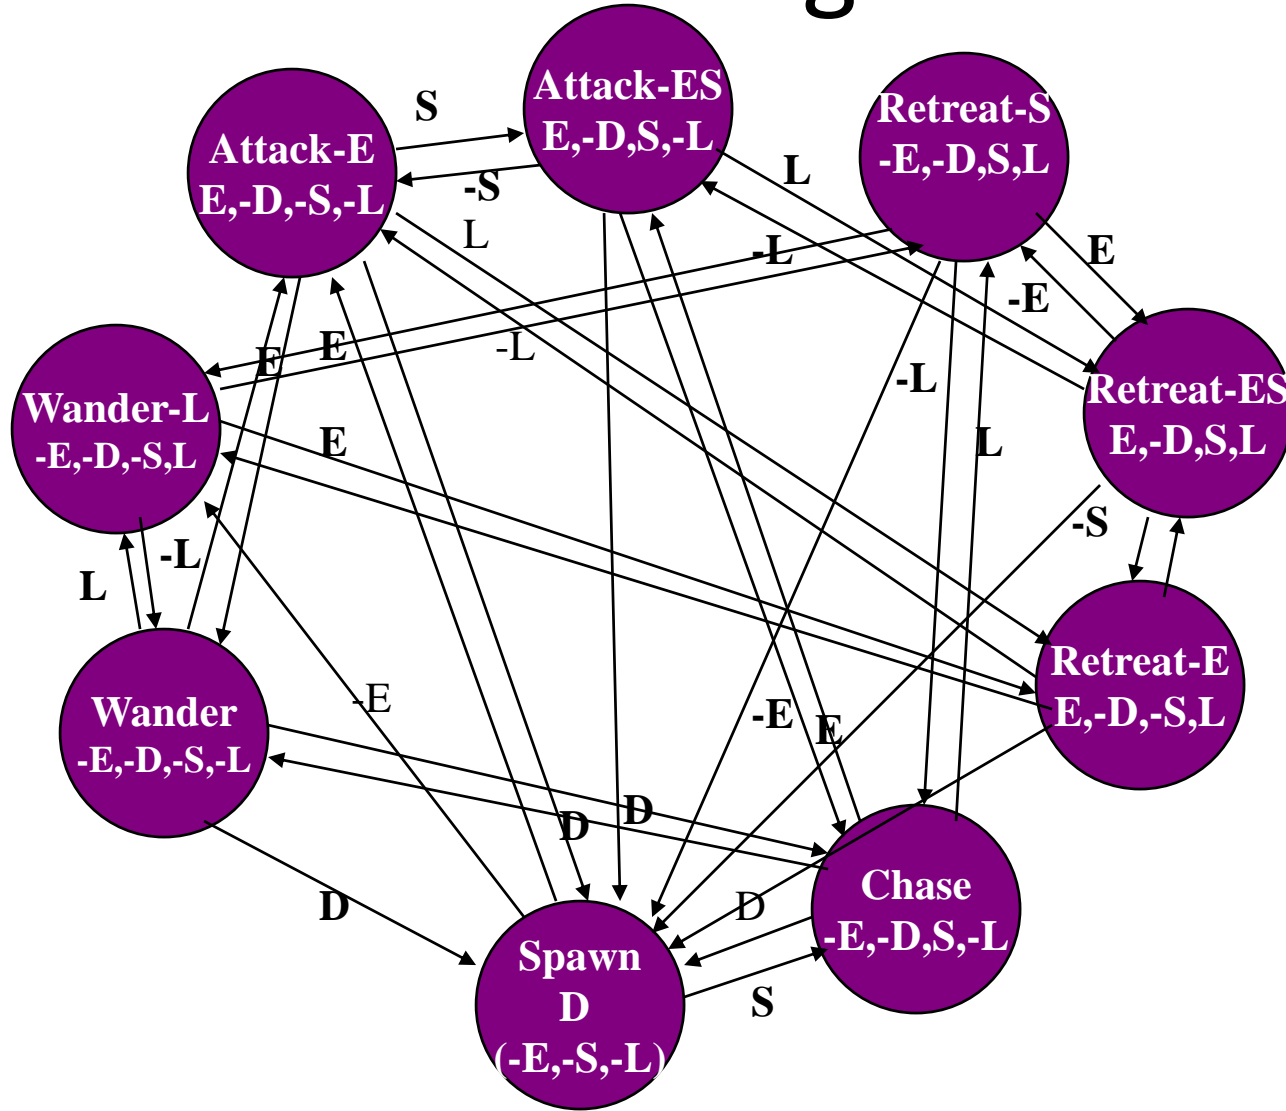 g
Attack-ES
E,-D,S,-L
Retreat-S
-E,-D,S,L
S
Attack-E
E,-D,-S,-L
-S
L
L
-L
E
-E
E
E
-L
-L
Retreat-ES
E,-D,S,L
Wander-L
-E,-D,-S,L
E
L
-S
-L
L
Retreat-E
E,-D,-S,L
Wander
-E,-D,-S,-L
-E
-E
E
D
D
D
D
Chase
-E,-D,S,-L
Spawn
D
(-E,-S,-L)
S